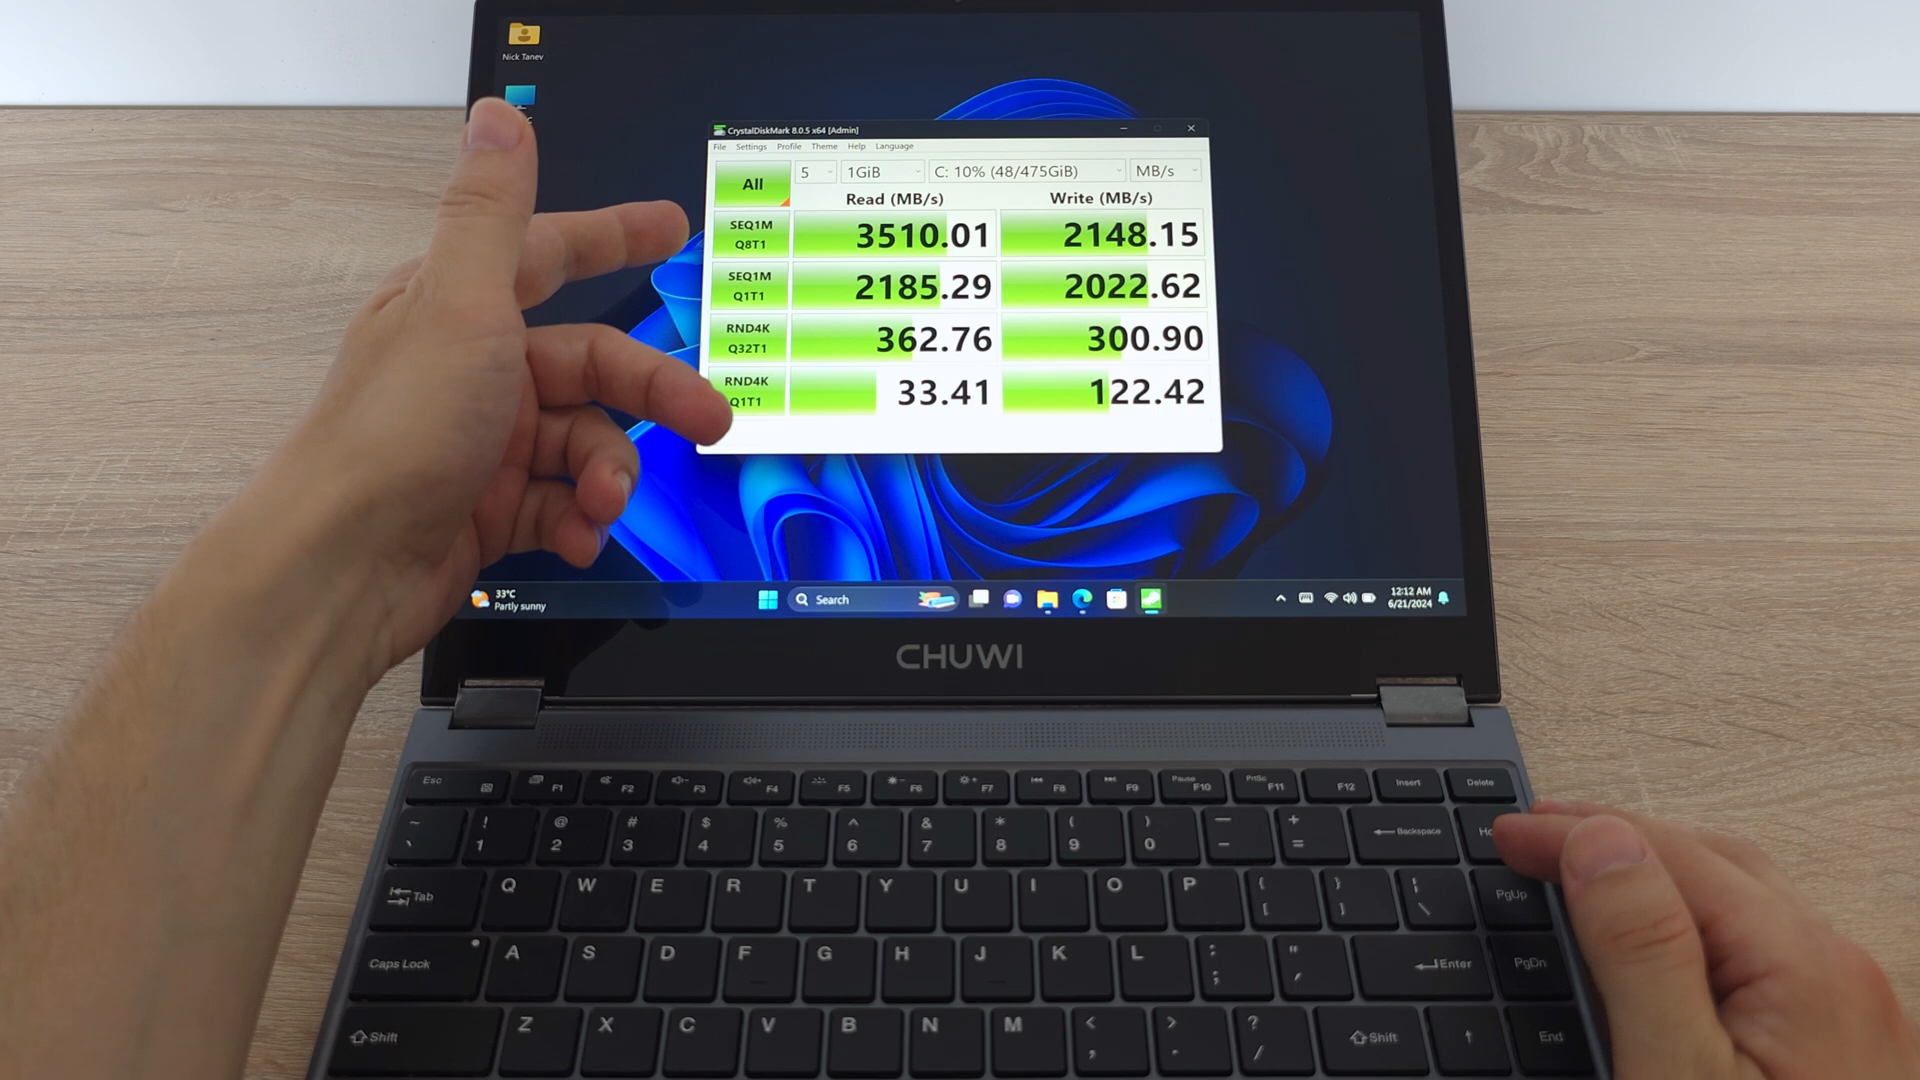 Nick Tanev
CrystalDiskMark 8.0.5 x64 [Admin]
File Settings Profile Theme Help Language
All 5 1GiB C: 10% (48/475GiB) MB/s
Read (MB/s) Write (MB/s)
SEQ1M
Q8T1 3510.01 2148.15
SEQ1M
Q1T1 2185.29 2022.62
RND4K
Q32T1 362.76 300.90
RND4K
Q1T1 33.41 122.42
33°C
Partly sunny
Search
12:12 AM
6/21/2024
CHUWI
Esc F1 F2 F3 F4 F5 F6 F7 F8 F9 Pause F10 PrtSc F11 F12 Insert Delete
~ ! @ # $ % ^ & * ( ) — +
` 1 2 3 4 5 6 7 8 9 0 − = Backspace
Tab Q W E R T Y U I O P { [ } ] ¦ \ PgUp
Caps Lock A S D F G H J K L : ; " ' Enter PgDn
Shift Z X C V B N M < , > . ? / Shift ↑ End